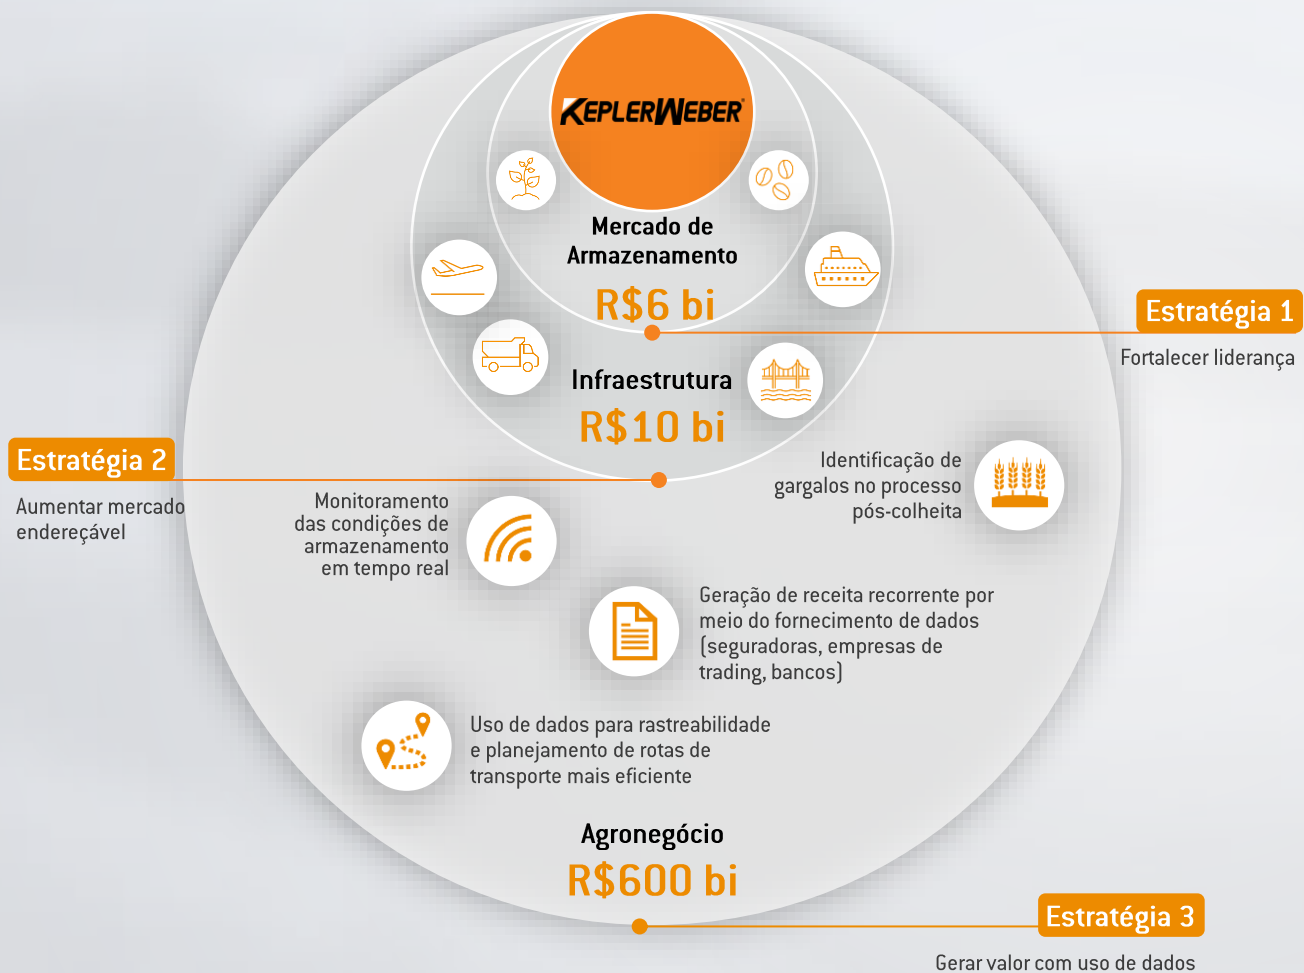 KEPLERWEBER
Mercado de
Armazenamento
R$6 bi
Estratégia 1
Fortalecer liderança
Infraestrutura
R$10 bi
Estratégia 2
Aumentar mercado
endereçável
Identificação de
gargalos no processo
pós-colheita
Monitoramento
das condições de
armazenamento
em tempo real
Geração de receita recorrente por
meio do fornecimento de dados
(seguradoras, empresas de
trading, bancos)
Uso de dados para rastreabilidade
e planejamento de rotas de
transporte mais eficiente
Agronegócio
R$600 bi
Estratégia 3
Gerar valor com uso de dados